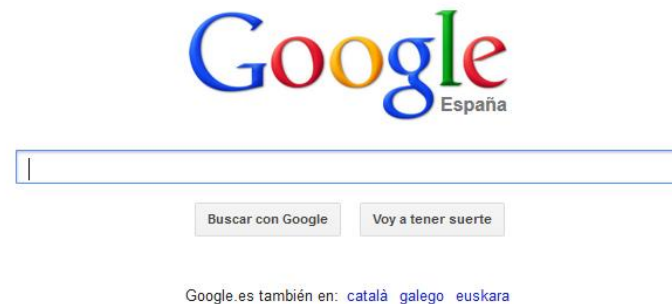 Google
España
Buscar con Google Voy a tener suerte
Google.es también en: català galego euskara